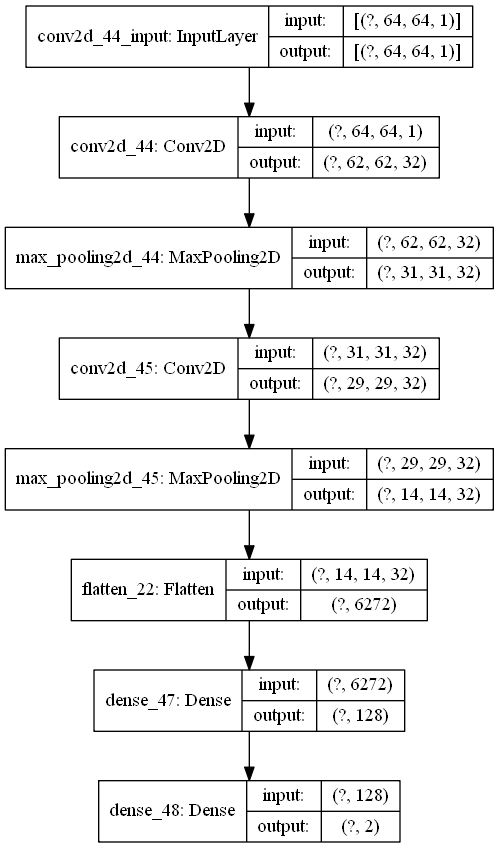 conv2d_44_input: InputLayer
input: [(?, 64, 64, 1)]
output: [(?, 64, 64, 1)]
conv2d_44: Conv2D
input: (?, 64, 64, 1)
output: (?, 62, 62, 32)
max_pooling2d_44: MaxPooling2D
input: (?, 62, 62, 32)
output: (?, 31, 31, 32)
conv2d_45: Conv2D
input: (?, 31, 31, 32)
output: (?, 29, 29, 32)
max_pooling2d_45: MaxPooling2D
input: (?, 29, 29, 32)
output: (?, 14, 14, 32)
flatten_22: Flatten
input: (?, 14, 14, 32)
output: (?, 6272)
dense_47: Dense
input: (?, 6272)
output: (?, 128)
dense_48: Dense
input: (?, 128)
output: (?, 2)